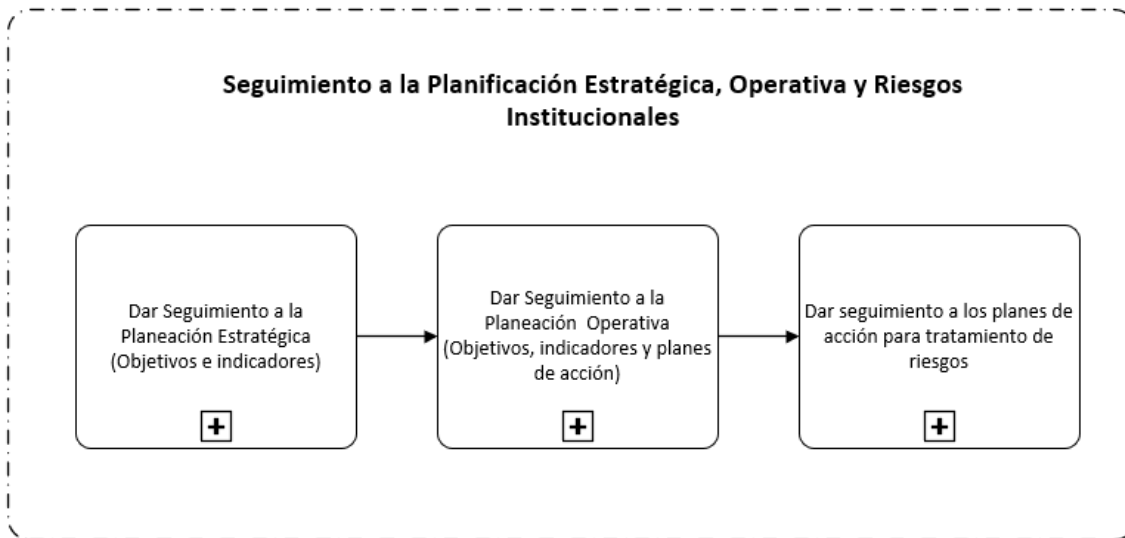 Seguimiento a la Planificación Estratégica, Operativa y Riesgos
Institucionales
Dar Seguimiento a la
Planeación Estratégica
(Objetivos e indicadores)
Dar Seguimiento a la
Planeación Operativa
(Objetivos, indicadores y planes
de acción)
Dar seguimiento a los planes de
acción para tratamiento de
riesgos